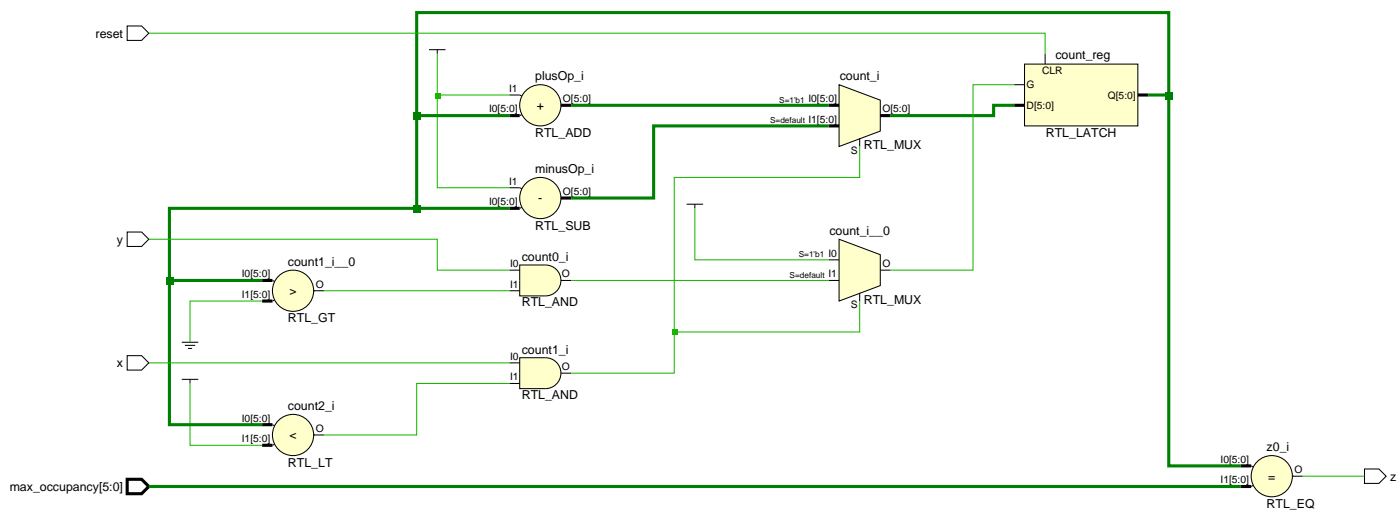 reset
count_reg
CLR
G
D[5:0]
Q[5:0]
RTL_LATCH
plusOp_i
I1
I0[5:0]
+
O[5:0]
RTL_ADD
count_i
S=1'b1 I0[5:0]
S=default I1[5:0]
O[5:0]
S
RTL_MUX
minusOp_i
I1
I0[5:0]
-
O[5:0]
RTL_SUB
y
count1_i__0
I0[5:0]
I1[5:0]
>
O
RTL_GT
count0_i
I0
I1
O
RTL_AND
count_i__0
S=1'b1 I0
S=default I1
O
S
RTL_MUX
x
count1_i
I0
I1
O
RTL_AND
count2_i
I0[5:0]
I1[5:0]
<
O
RTL_LT
max_occupancy[5:0]
z0_i
I0[5:0]
I1[5:0]
=
O
RTL_EQ
z